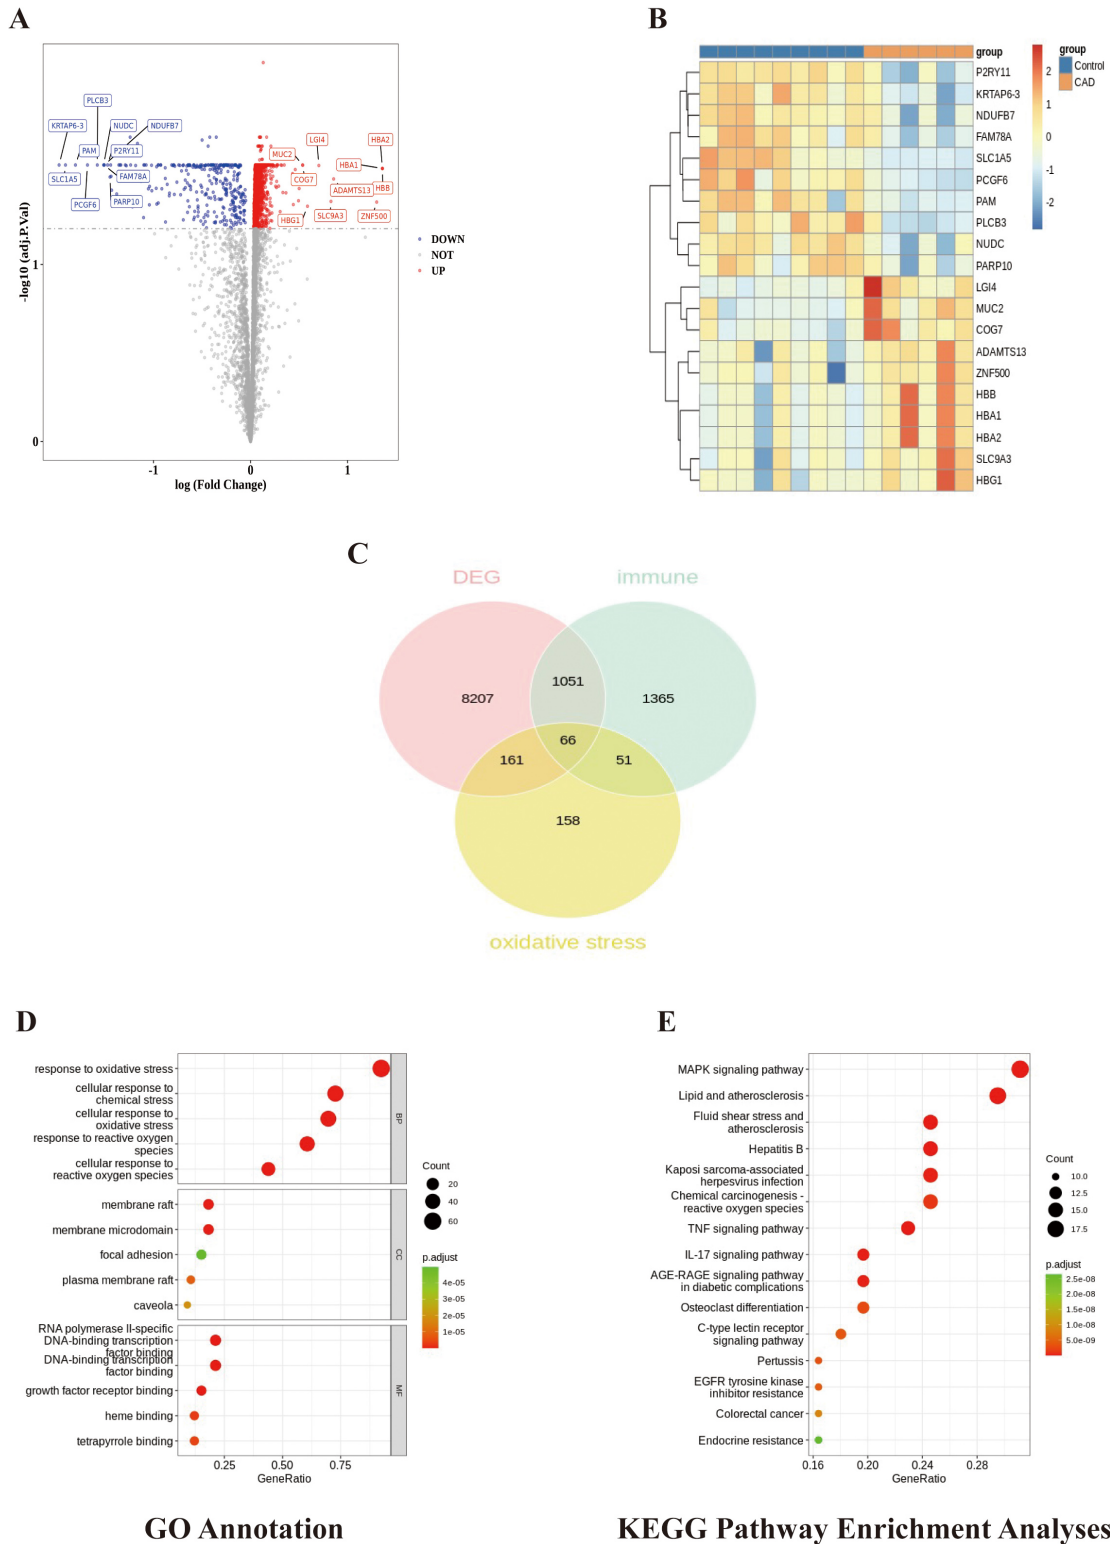 A
PLCB3
KRTAP6-3
NUDC
NDUFB7
PAM
P2RY11
SLC1A5
FAM78A
PCGF6
PARP10
LGI4
HBA2
MUC2
HBA1
COG7
ADAMTS13
HBB
HBG1
SLC9A3
ZNF500
DOWN
NOT
UP
-log10 (adj.P.Val)
1
0
-1
0
1
log (Fold Change)
B
group
P2RY11
KRTAP6-3
NDUFB7
FAM78A
SLC1A5
PCGF6
PAM
PLCB3
NUDC
PARP10
LGI4
MUC2
COG7
ADAMTS13
ZNF500
HBB
HBA1
HBA2
SLC9A3
HBG1
2
1
0
-1
-2
group
Control
CAD
C
DEG
immune
8207
1051
1365
66
161
51
158
oxidative stress
D
response to oxidative stress
cellular response to
chemical stress
cellular response to
oxidative stress
response to reactive oxygen
species
cellular response to
reactive oxygen species
BP
membrane raft
membrane microdomain
focal adhesion
plasma membrane raft
caveola
CC
RNA polymerase II-specific
DNA-binding transcription
factor binding
DNA-binding transcription
factor binding
growth factor receptor binding
heme binding
tetrapyrrole binding
MF
0.25
0.50
0.75
GeneRatio
Count
20
40
60
p.adjust
4e-05
3e-05
2e-05
1e-05
GO Annotation
E
MAPK signaling pathway
Lipid and atherosclerosis
Fluid shear stress and
atherosclerosis
Hepatitis B
Kaposi sarcoma-associated
herpesvirus infection
Chemical carcinogenesis -
reactive oxygen species
TNF signaling pathway
IL-17 signaling pathway
AGE-RAGE signaling pathway
in diabetic complications
Osteoclast differentiation
C-type lectin receptor
signaling pathway
Pertussis
EGFR tyrosine kinase
inhibitor resistance
Colorectal cancer
Endocrine resistance
0.16
0.20
0.24
0.28
GeneRatio
Count
10.0
12.5
15.0
17.5
p.adjust
2.5e-08
2.0e-08
1.5e-08
1.0e-08
5.0e-09
KEGG Pathway Enrichment Analyses